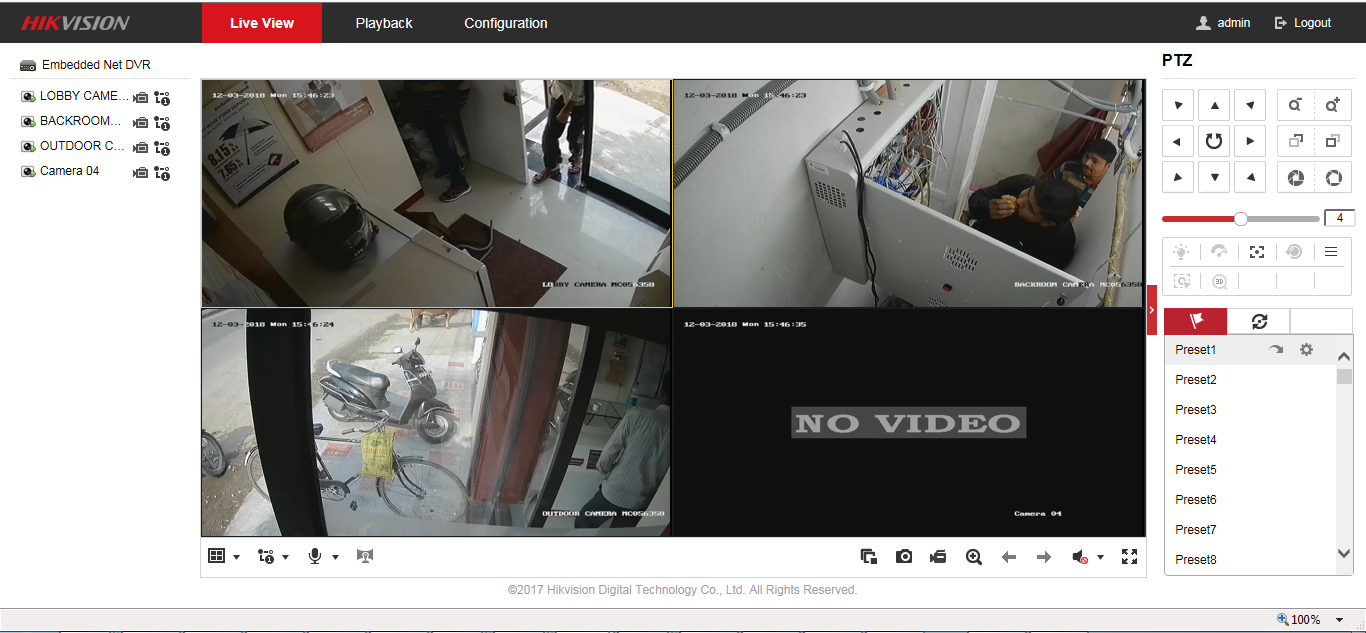 HIKVISION
Live View
Playback
Configuration
admin
Logout
Embedded Net DVR
LOBBY CAME...
BACKROOM...
OUTDOOR C...
Camera 04
12-03-2018 Mon 15:46:23
8.15%
7.85%
LOBBY CAMERA MC056358
12-03-2018 Mon 15:46:23
BACKROOM CAMERA MC056358
12-03-2018 Mon 15:46:24
OUTDOOR CAMERA MC056358
12-03-2018 Mon 15:46:35
NO VIDEO
Camera 04
PTZ
4
3D
Preset1
Preset2
Preset3
Preset4
Preset5
Preset6
Preset7
Preset8
©2017 Hikvision Digital Technology Co., Ltd. All Rights Reserved.
100%